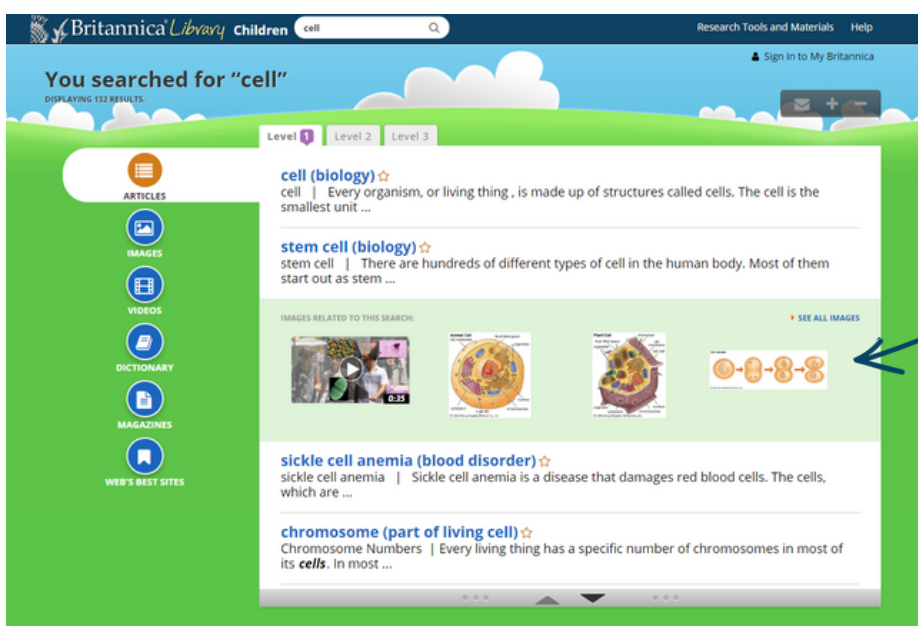 Britannica Library Children cell
Research Tools and Materials Help
Sign In to My Britannica
You searched for “cell”
DISPLAYING 132 RESULTS.
Level 1 Level 2 Level 3
ARTICLES
IMAGES
VIDEOS
DICTIONARY
MAGAZINES
WEB'S BEST SITES
cell (biology)
cell | Every organism, or living thing , is made up of structures called cells. The cell is the
smallest unit ...
stem cell (biology)
stem cell | There are hundreds of different types of cell in the human body. Most of them
start out as stem ...
IMAGES RELATED TO THIS SEARCH:
SEE ALL IMAGES
0:35
Animal Cell
Plant Cell
sickle cell anemia (blood disorder)
sickle cell anemia | Sickle cell anemia is a disease that damages red blood cells. The cells,
which are ...
chromosome (part of living cell)
Chromosome Numbers | Every living thing has a specific number of chromosomes in most of
its cells. In most ...